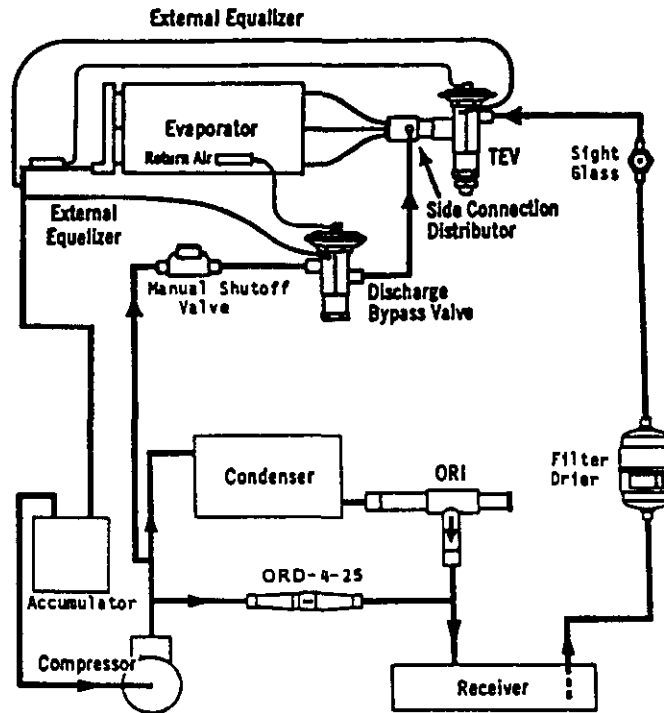 External Equalizer
Evaporator
Return Air
TEV
Sight
Glass
External
Equalizer
Side Connection
Distributor
Manual Shutoff
Valve
Discharge
Bypass Valve
Condenser
ORI
Filter
Drier
ORD-4-25
Accumulator
Compressor
Receiver